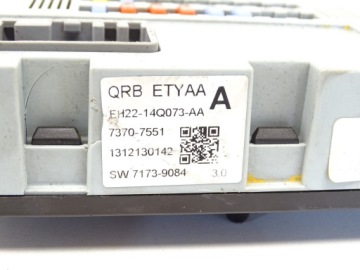 QRB ETYAA A
EH22-14Q073-AA
7370-7551
1312130142
SW 7173-9084 3.0